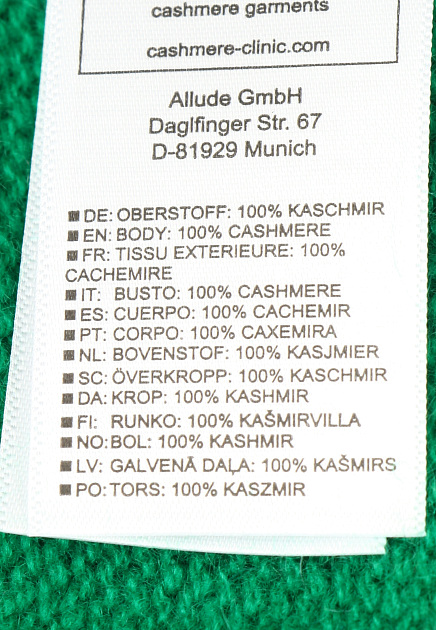 cashmere garments
cashmere-clinic.com
Allude GmbH
Daglfinger Str. 67
D-81929 Munich
■ DE: OBERSTOFF: 100% KASCHMIR
■ EN: BODY: 100% CASHMERE
■ FR: TISSU EXTERIEURE: 100%
CACHEMIRE
■ IT: BUSTO: 100% CASHMERE
■ ES: CUERPO: 100% CACHEMIR
■ PT: CORPO: 100% CAXEMIRA
■ NL: BOVENSTOF: 100% KASJMIER
■ SC: ÖVERKROPP: 100% KASCHMIR
■ DA: KROP: 100% KASHMIR
■ FI: RUNKO: 100% KAŠMIRVILLA
■ NO: BOL: 100% KASHMIR
■ LV: GALVENĀ DAĻA: 100% KAŠMIRS
■ PO: TORS: 100% KASZMIR